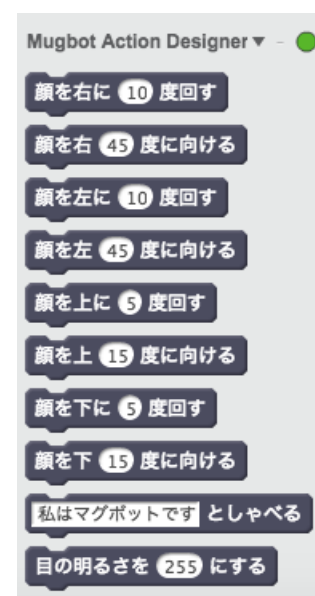 Mugbot Action Designer▼ -
顔を右に 10 度回す
顔を右 45 度に向ける
顔を左に 10 度回す
顔を左 45 度に向ける
顔を上に 5 度回す
顔を上 15 度に向ける
顔を下に 5 度回す
顔を下 15 度に向ける
私はマグボットです としゃべる
目の明るさを 255 にする